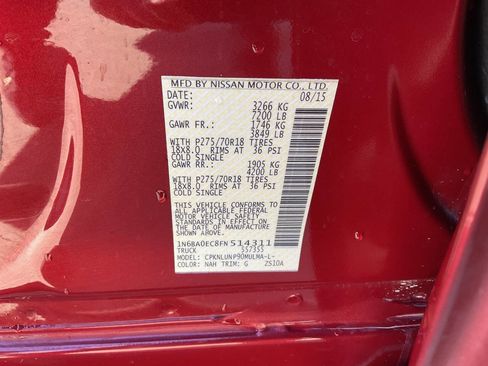 MFD BY NISSAN MOTOR CO., LTD.
DATE: 08/15
GVWR: 3266 KG
7200 LB
GAWR FR.: 1746 KG
3849 LB
WITH P275/70R18 TIRES
18x8.0 RIMS AT 36 PSI
COLD SINGLE
GAWR RR.: 1905 KG
4200 LB
WITH P275/70R18 TIRES
18x8.0 RIMS AT 36 PSI
COLD SINGLE
THIS VEHICLE CONFORMS TO
ALL APPLICABLE FEDERAL
MOTOR VEHICLE SAFETY
STANDARDS IN EFFECT
ON THE DATE OF
MANUFACTURE SHOWN ABOVE
1N6BA0EC8FN514311
TRUCK 557355
MODEL: CPKNLUNP90MULMA-L-
COLOR: NAH TRIM: G ZS10A